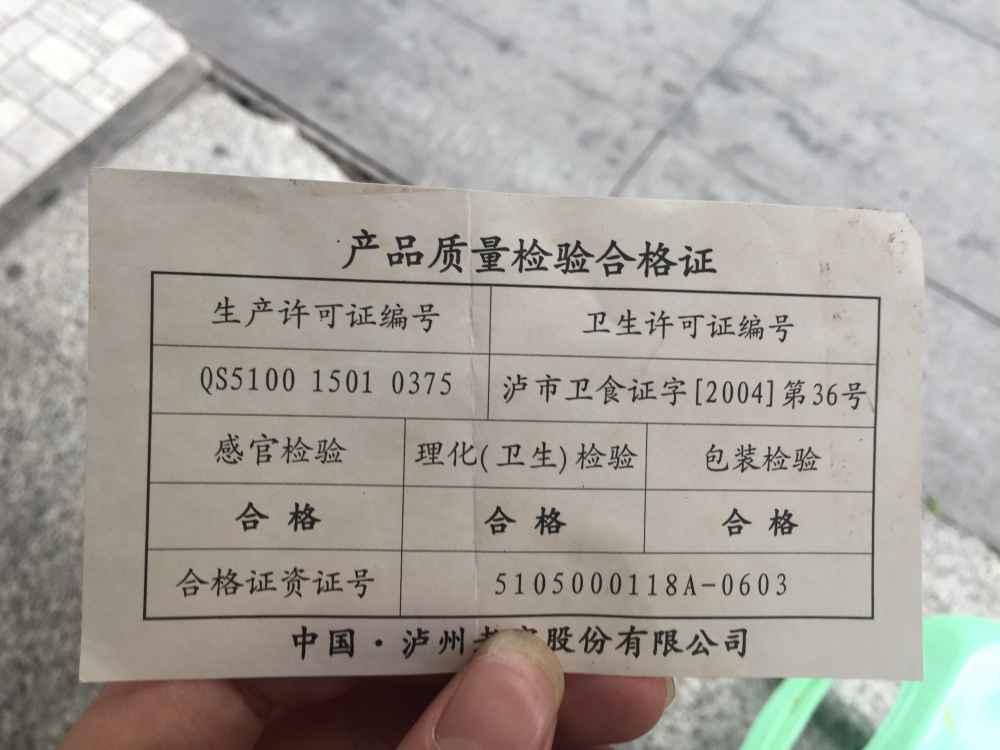 产品质量检验合格证
生产许可证编号 卫生许可证编号
QS5100 1501 0375 泸市卫食证字[2004]第36号
感官检验 理化(卫生)检验 包装检验
合格 合格 合格
合格证资证号 5105000118A-0603
中国·泸州老窖股份有限公司